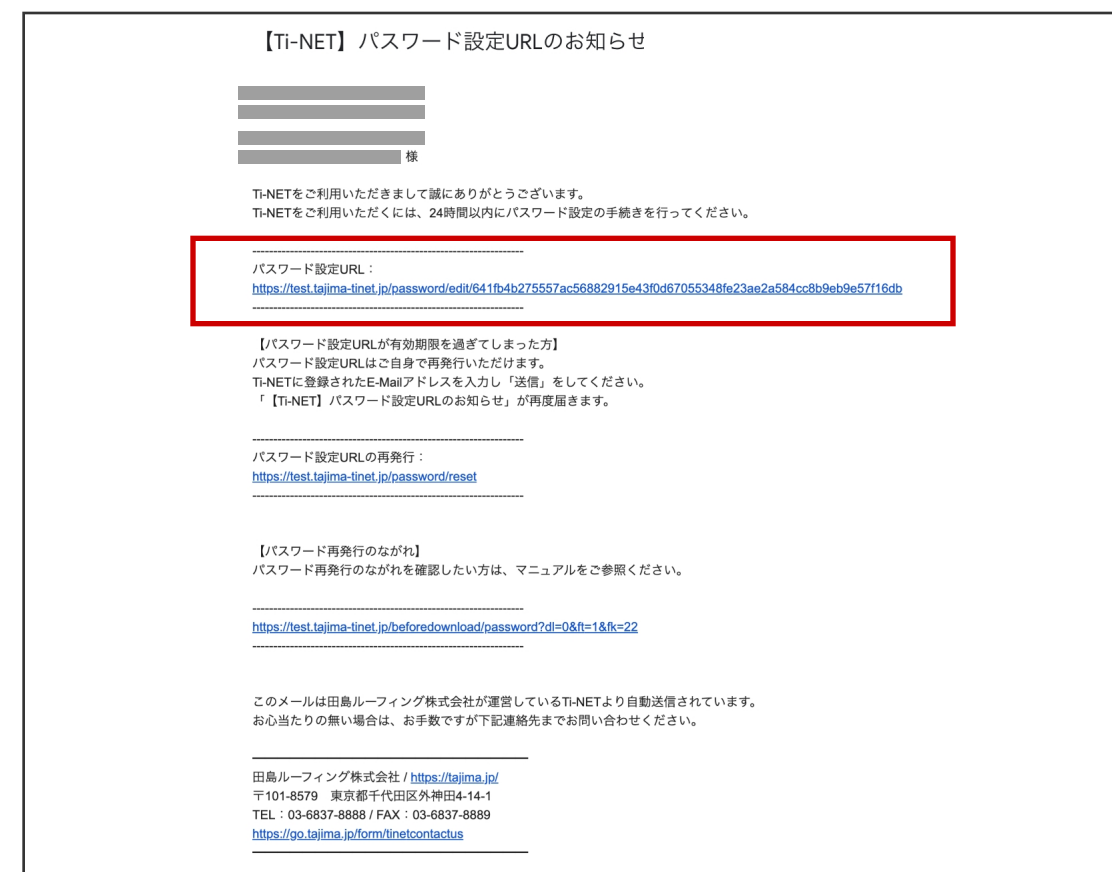 【Ti-NET】パスワード設定URLのお知らせ
様
Ti-NETをご利用いただきまして誠にありがとうございます。
Ti-NETをご利用いただくには、24時間以内にパスワード設定の手続きを行ってください。
-----------------------------------------------------------------
パスワード設定URL：
https://test.tajima-tinet.jp/password/edit/641fb4b275557ac56882915e43f0d67055348fe23ae2a584cc8b9eb9e57f16db
-----------------------------------------------------------------
【パスワード設定URLが有効期限を過ぎてしまった方】
パスワード設定URLはご自身で再発行いただけます。
Ti-NETに登録されたE-Mailアドレスを入力し「送信」をしてください。
「【Ti-NET】パスワード設定URLのお知らせ」が再度届きます。
-----------------------------------------------------------------
パスワード設定URLの再発行：
https://test.tajima-tinet.jp/password/reset
-----------------------------------------------------------------
【パスワード再発行のながれ】
パスワード再発行のながれを確認したい方は、マニュアルをご参照ください。
-----------------------------------------------------------------
https://test.tajima-tinet.jp/beforedownload/password?dl=0&ft=1&fk=22
-----------------------------------------------------------------
このメールは田島ルーフィング株式会社が運営しているTi-NETより自動送信されています。
お心当たりの無い場合は、お手数ですが下記連絡先までお問い合わせください。
田島ルーフィング株式会社 / https://tajima.jp/
〒101-8579　東京都千代田区外神田4-14-1
TEL：03-6837-8888 / FAX：03-6837-8889
https://go.tajima.jp/form/tinetcontactus